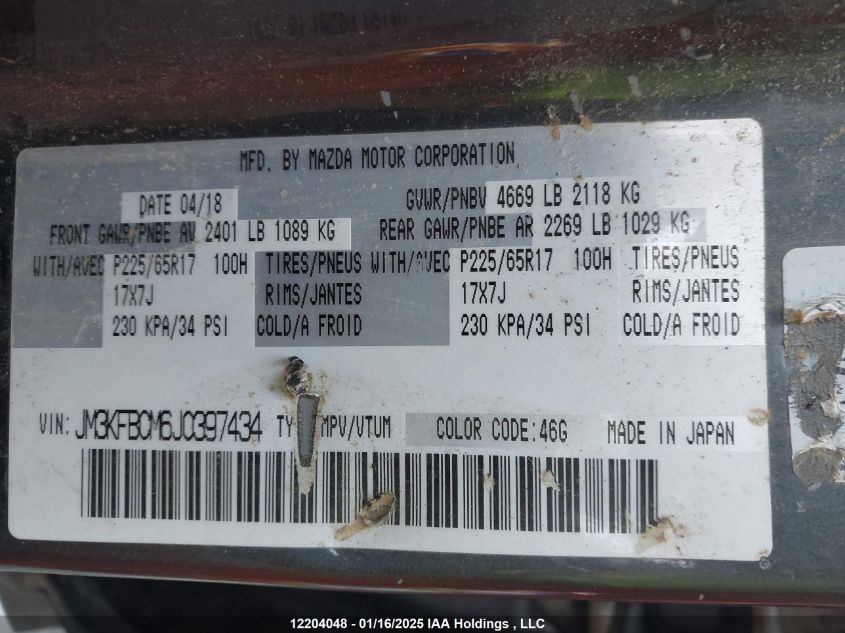 MFD. BY MAZDA MOTOR CORPORATION
DATE 04/18 GVWR/PNBV 4669 LB 2118 KG
FRONT GAWR/PNBE AV 2401 LB 1089 KG REAR GAWR/PNBE AR 2269 LB 1029 KG
WITH/AVEC P225/65R17 100H TIRES/PNEUS WITH/AVEC P225/65R17 100H TIRES/PNEUS
17X7J RIMS/JANTES 17X7J RIMS/JANTES
230 KPA/34 PSI COLD/A FROID 230 KPA/34 PSI COLD/A FROID
VIN: JM3KFBCM6J0397434 MPV/VTUM COLOR CODE:46G MADE IN JAPAN
12204048 - 01/16/2025 IAA Holdings , LLC